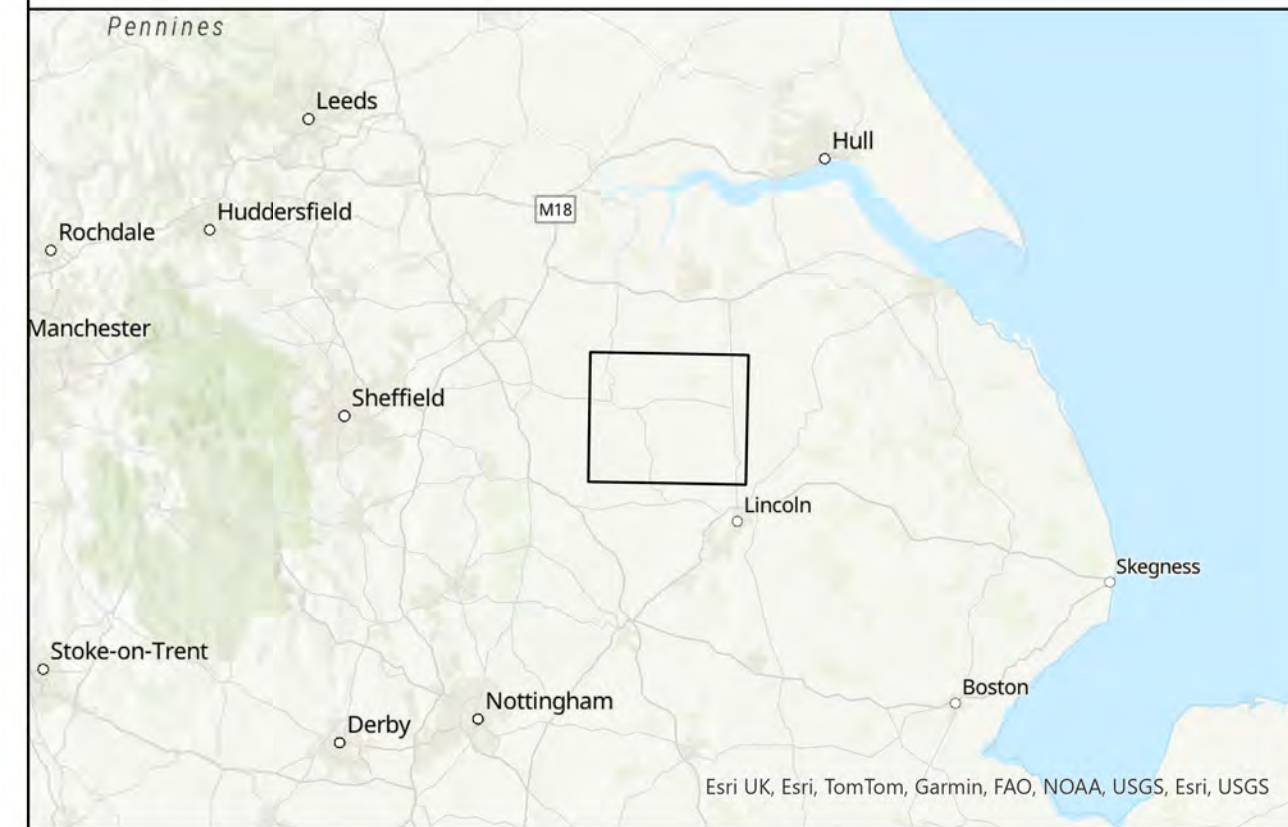 Pennines
Leeds
Hull
M18
Huddersfield
Rochdale
Manchester
Sheffield
Lincoln
Skegness
Stoke-on-Trent
Boston
Nottingham
Derby
Esri UK, Esri, TomTom, Garmin, FAO, NOAA, USGS, Esri, USGS